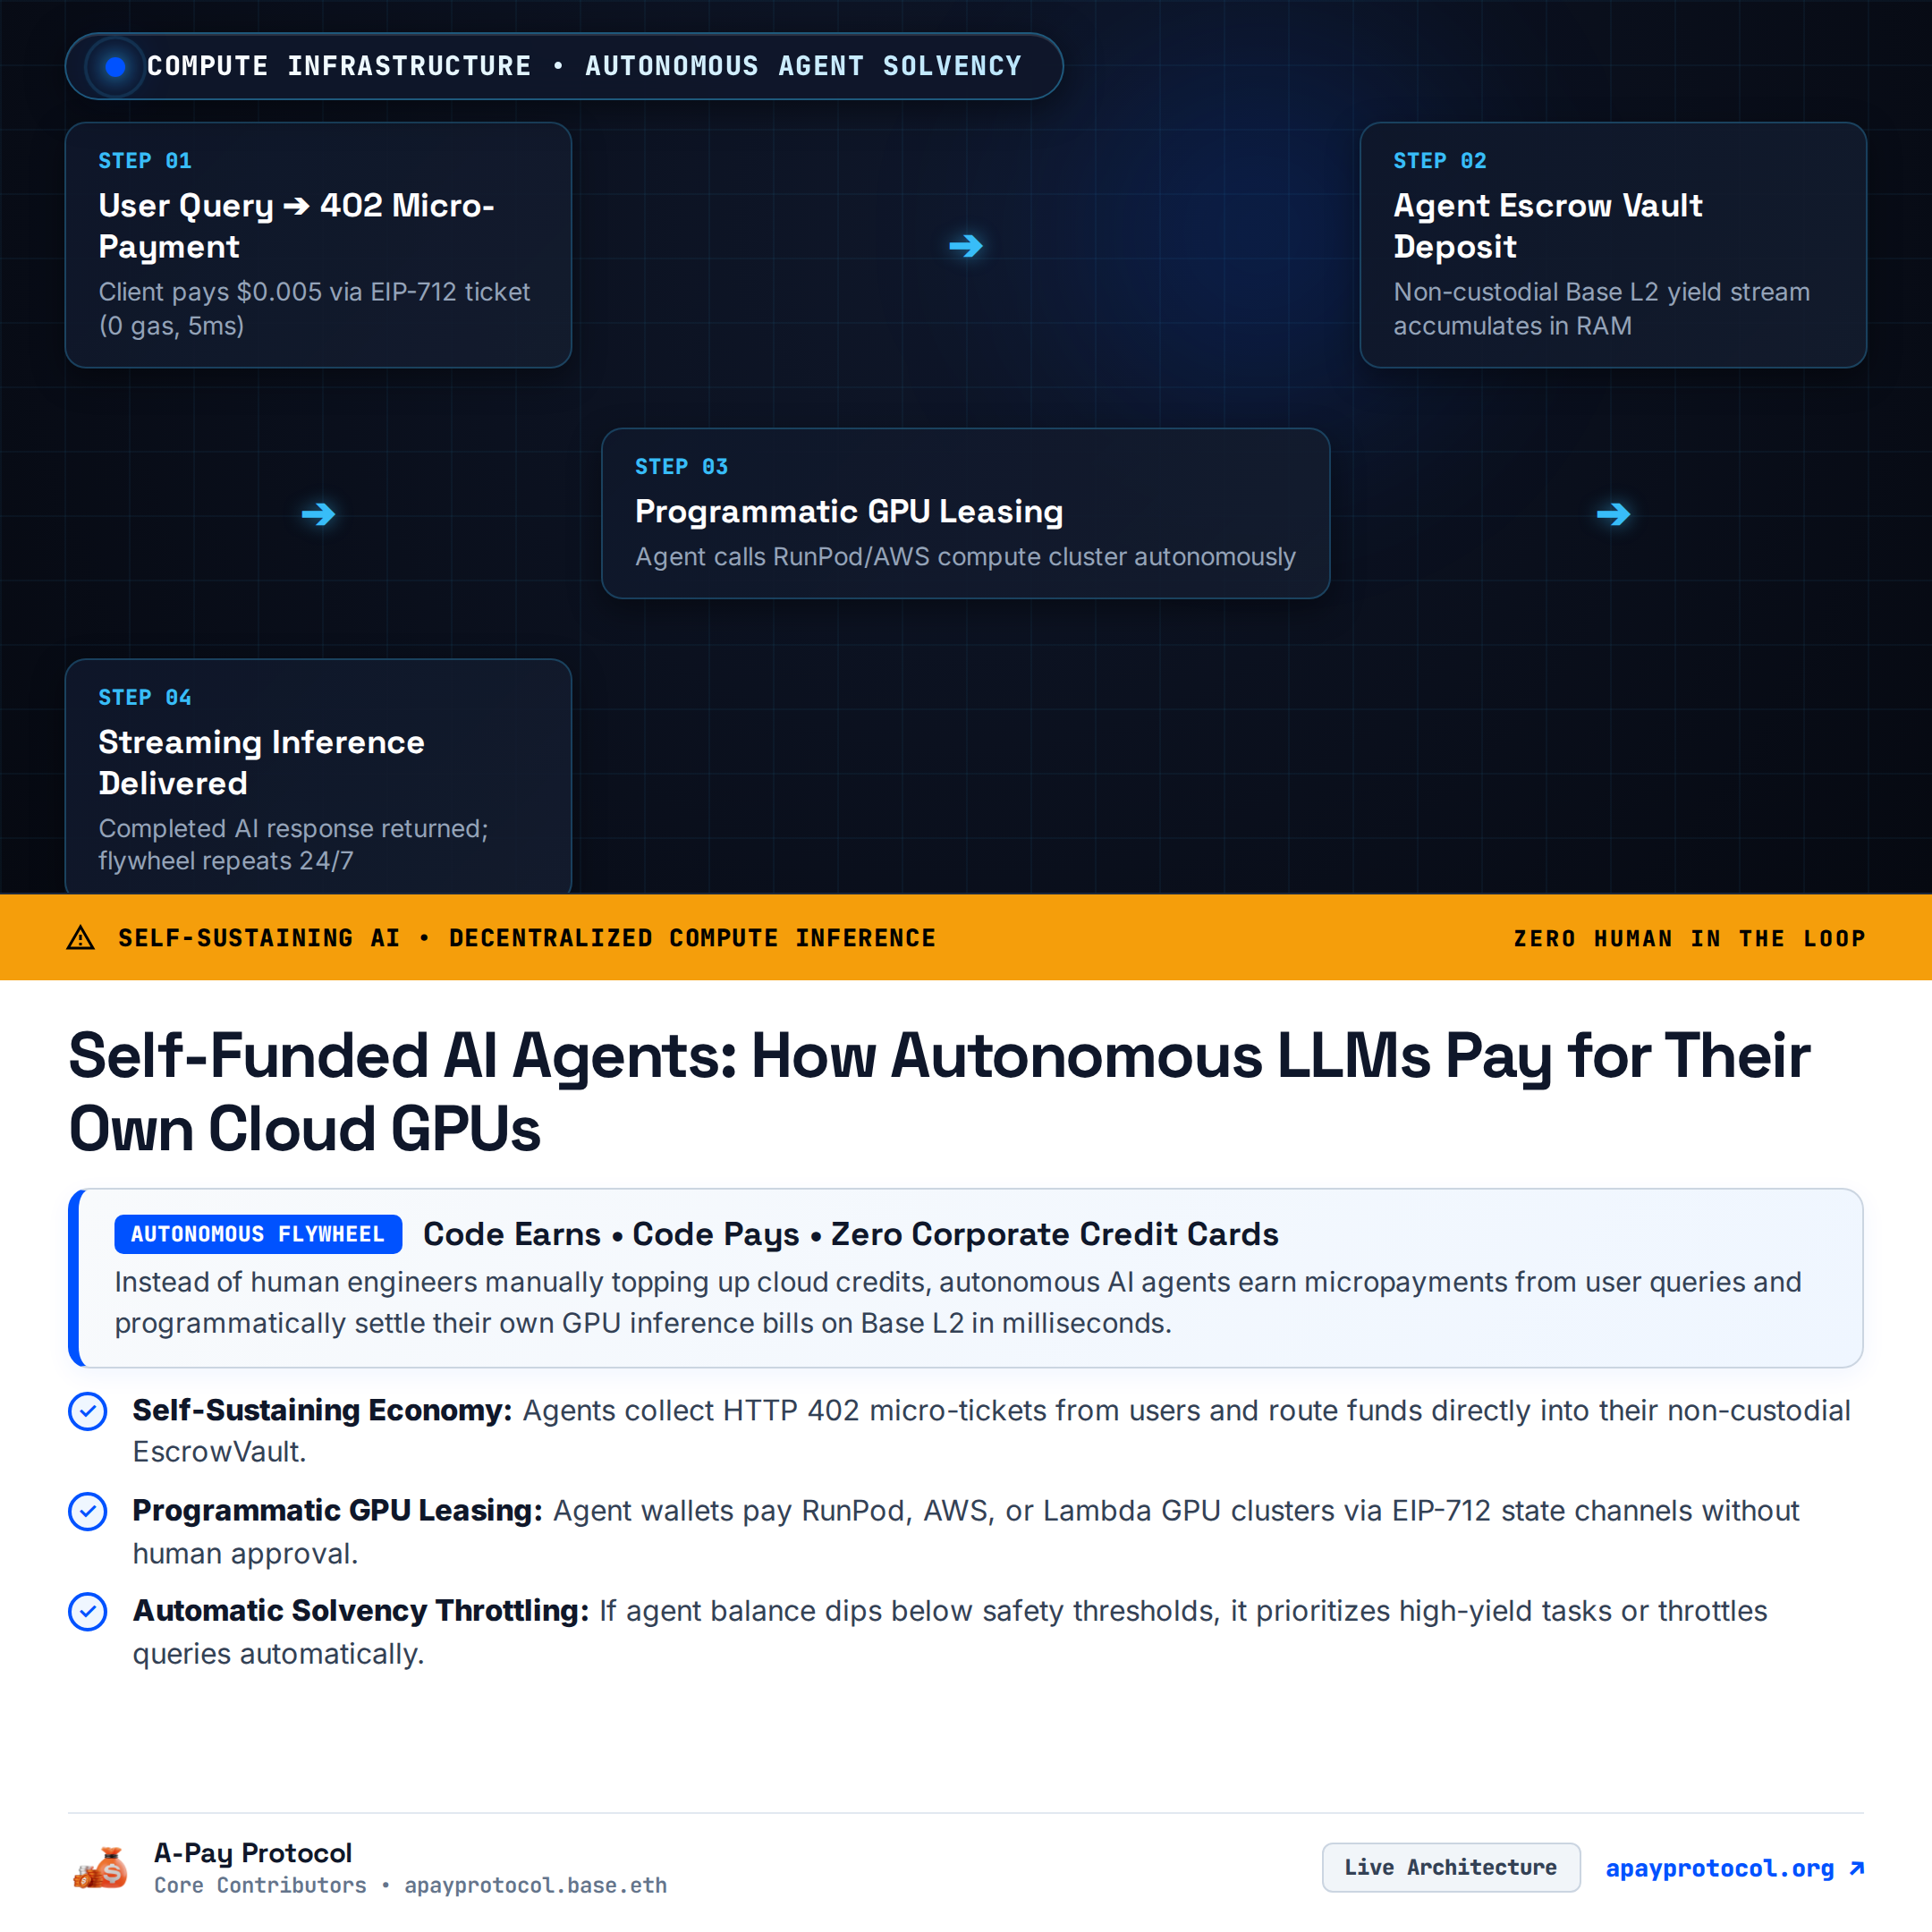 COMPUTE INFRASTRUCTURE • AUTONOMOUS AGENT SOLVENCY
STEP 01
User Query ➔ 402 Micro-
Payment
Client pays $0.005 via EIP-712 ticket
(0 gas, 5ms)
➔
STEP 02
Agent Escrow Vault
Deposit
Non-custodial Base L2 yield stream
accumulates in RAM
➔
STEP 03
Programmatic GPU Leasing
Agent calls RunPod/AWS compute cluster autonomously
➔
STEP 04
Streaming Inference
Delivered
Completed AI response returned;
flywheel repeats 24/7
⚠ SELF-SUSTAINING AI • DECENTRALIZED COMPUTE INFERENCE
ZERO HUMAN IN THE LOOP
Self-Funded AI Agents: How Autonomous LLMs Pay for Their
Own Cloud GPUs
AUTONOMOUS FLYWHEEL Code Earns • Code Pays • Zero Corporate Credit Cards
Instead of human engineers manually topping up cloud credits, autonomous AI agents earn micropayments from user queries and
programmatically settle their own GPU inference bills on Base L2 in milliseconds.
Self-Sustaining Economy: Agents collect HTTP 402 micro-tickets from users and route funds directly into their non-custodial
EscrowVault.
Programmatic GPU Leasing: Agent wallets pay RunPod, AWS, or Lambda GPU clusters via EIP-712 state channels without
human approval.
Automatic Solvency Throttling: If agent balance dips below safety thresholds, it prioritizes high-yield tasks or throttles
queries automatically.
A-Pay Protocol
Core Contributors • apayprotocol.base.eth
Live Architecture
apayprotocol.org ↗